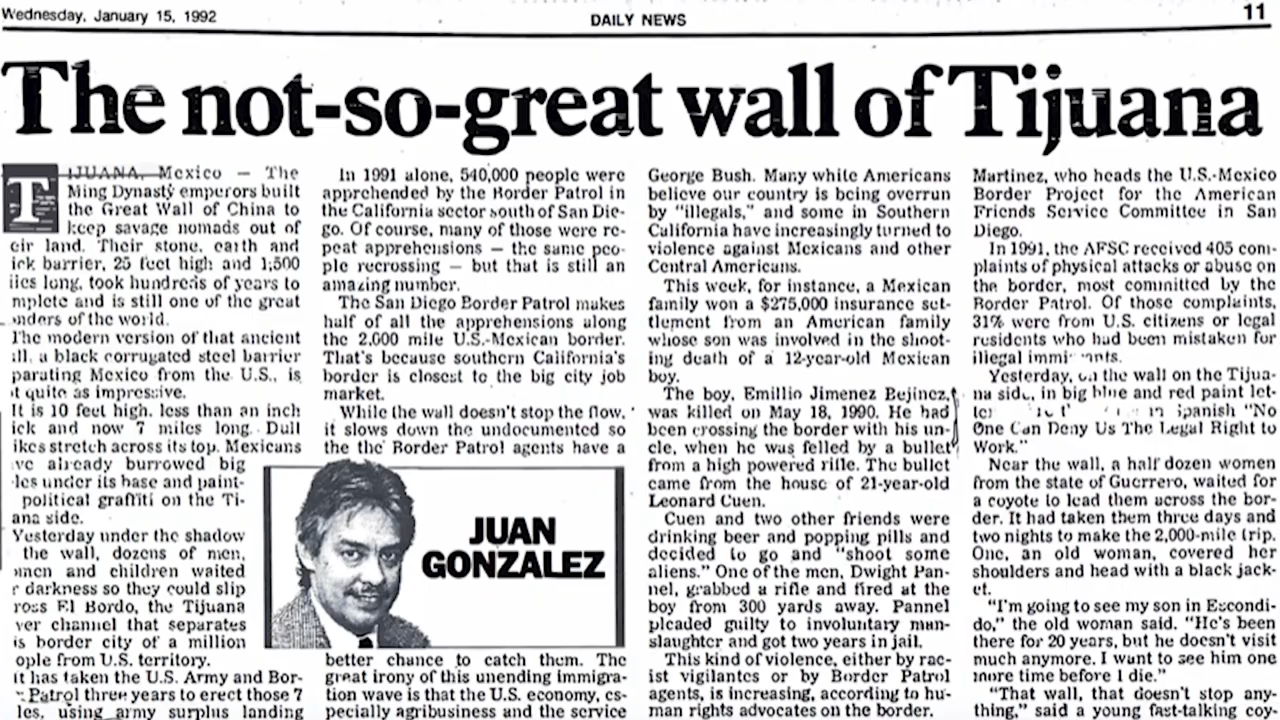 Wednesday, January 15, 1992
DAILY NEWS
11
The not-so-great wall of Tijuana
TIJUANA, Mexico — The
Ming Dynasty emperors built
the Great Wall of China to
keep savage nomads out of
eir land. Their stone, earth and
ick barrier, 25 feet high and 1,500
iles long, took hundreds of years to
mplete and is still one of the great
onders of the world.
The modern version of that ancient
all, a black corrugated steel barrier
parating Mexico from the U.S., is
t quite as impressive.
It is 10 feet high, less than an inch
ick and now 7 miles long. Dull
ikes stretch across its top. Mexicans
ve already burrowed big
les under its base and paint-
political graffiti on the Ti-
ana side.
Yesterday under the shadow
the wall, dozens of men,
omen and children waited
r darkness so they could slip
ross El Bordo, the Tijuana
ver channel that separates
is border city of a million
ople from U.S. territory.
It has taken the U.S. Army and Bor-
Patrol three years to erect those 7
les, using army surplus landing
In 1991 alone, 540,000 people were
apprehended by the Border Patrol in
the California sector south of San Die-
go. Of course, many of those were re-
peat apprehensions — the same peo-
ple recrossing — but that is still an
amazing number.
The San Diego Border Patrol makes
half of all the apprehensions along
the 2,000 mile U.S.-Mexican border.
That's because southern California's
border is closest to the big city job
market.
While the wall doesn't stop the flow,
it slows down the undocumented so
the the Border Patrol agents have a
JUAN
GONZALEZ
better chance to catch them. The
great irony of this unending immigra-
tion wave is that the U.S. economy, es-
pecially agribusiness and the service
George Bush. Many white Americans
believe our country is being overrun
by "illegals," and some in Southern
California have increasingly turned to
violence against Mexicans and other
Central Americans.
This week, for instance, a Mexican
family won a $275,000 insurance set-
tlement from an American family
whose son was involved in the shoot-
ing death of a 12-year-old Mexican
boy.
The boy, Emillio Jimenez Bejinez,
was killed on May 18, 1990. He had
been crossing the border with his un-
cle, when he was felled by a bullet
from a high powered rifle. The bullet
came from the house of 21-year-old
Leonard Cuen.
Cuen and two other friends were
drinking beer and popping pills and
decided to go and "shoot some
aliens." One of the men, Dwight Pan-
nel, grabbed a rifle and fired at the
boy from 300 yards away. Pannel
pleaded guilty to involuntary man-
slaughter and got two years in jail.
This kind of violence, either by rac-
ist vigilantes or by Border Patrol
agents, is increasing, according to hu-
man rights advocates on the border.
Martinez, who heads the U.S.-Mexico
Border Project for the American
Friends Service Committee in San
Diego.
In 1991, the AFSC received 405 com-
plaints of physical attacks or abuse on
the border, most committed by the
Border Patrol. Of those complaints,
31% were from U.S. citizens or legal
residents who had been mistaken for
illegal immigrants.
Yesterday, on the wall on the Tijua-
na side, in big blue and red paint let-
in Spanish "No
One Can Deny Us The Legal Right to
Work."
Near the wall, a half dozen women
from the state of Guerrero, waited for
a coyote to lead them across the bor-
der. It had taken them three days and
two nights to make the 2,000-mile trip.
One, an old woman, covered her
shoulders and head with a black jack-
et.
"I'm going to see my son in Escondi-
do," the old woman said. "He's been
there for 20 years, but he doesn't visit
much anymore. I want to see him one
more time before I die."
"That wall, that doesn't stop any-
thing," said a young fast-talking coy-